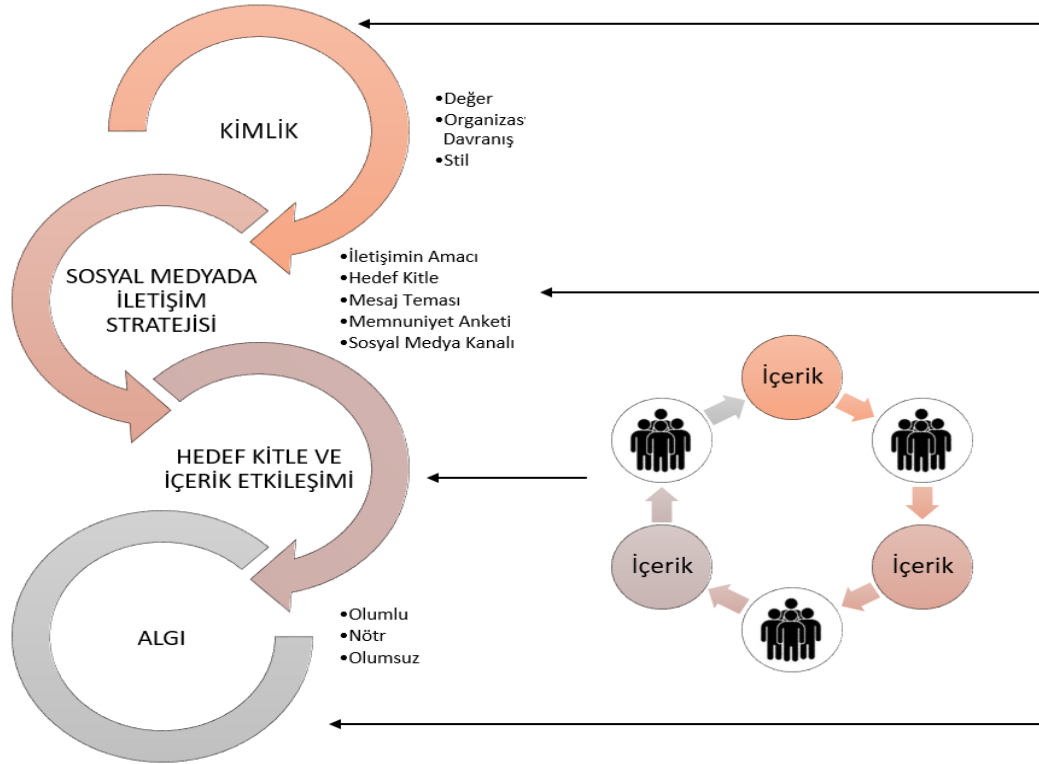 KİMLİK
•Değer
•Organizas
Davranış
•Stil
SOSYAL MEDYADA
İLETİŞİM
STRATEJİSİ
•İletişimin Amacı
•Hedef Kitle
•Mesaj Teması
•Memnuniyet Anketi
•Sosyal Medya Kanalı
HEDEF KİTLE VE
İÇERİK ETKİLEŞİMİ
İçerik
İçerik
İçerik
ALGI
•Olumlu
•Nötr
•Olumsuz